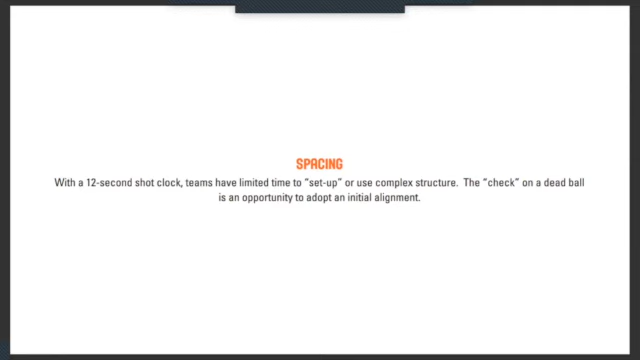 SPACING
With a 12-second shot clock, teams have limited time to “set-up” or use complex structure.  The “check” on a dead ball
is an opportunity to adopt an initial alignment.